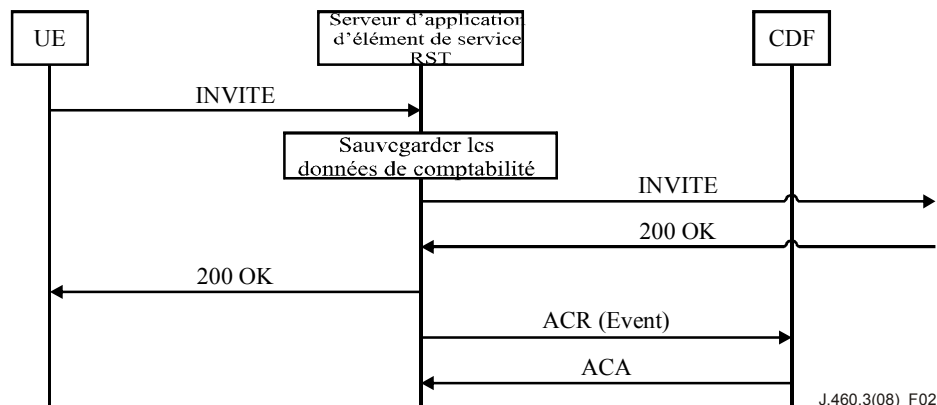 UE
Serveur d'application
d'élément de service
RST
CDF
INVITE
Sauvegarder les
données de comptabilité
INVITE
200 OK
200 OK
ACR (Event)
ACA
J.460.3(08)_F02